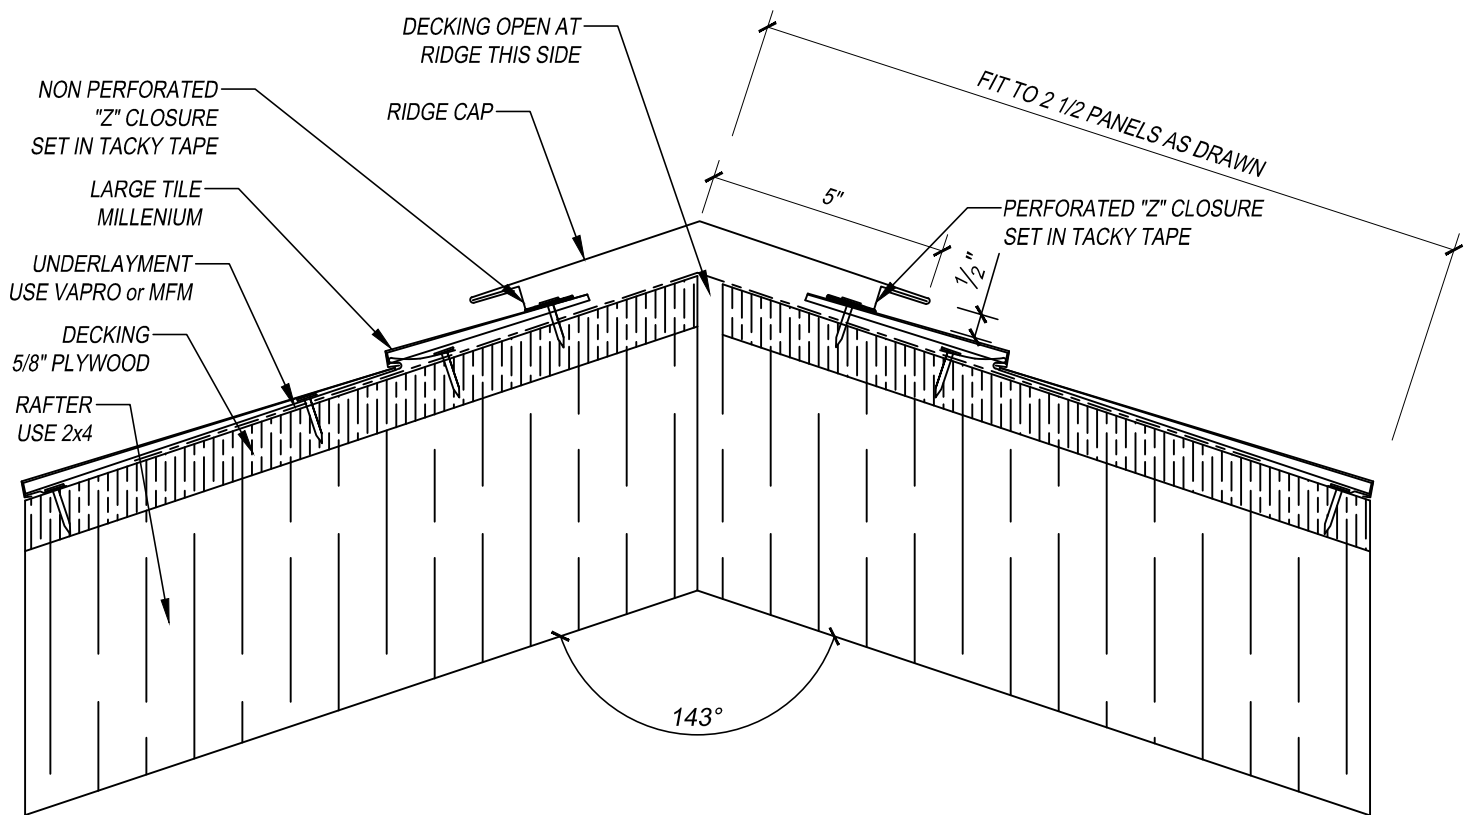 DECKING OPEN AT
RIDGE THIS SIDE
NON PERFORATED
"Z" CLOSURE
SET IN TACKY TAPE
RIDGE CAP
FIT TO 2 1/2 PANELS AS DRAWN
LARGE TILE
MILLENIUM
5"
PERFORATED "Z" CLOSURE
SET IN TACKY TAPE
1/2"
UNDERLAYMENT
USE VAPRO or MFM
DECKING
5/8" PLYWOOD
RAFTER
USE 2x4
143°